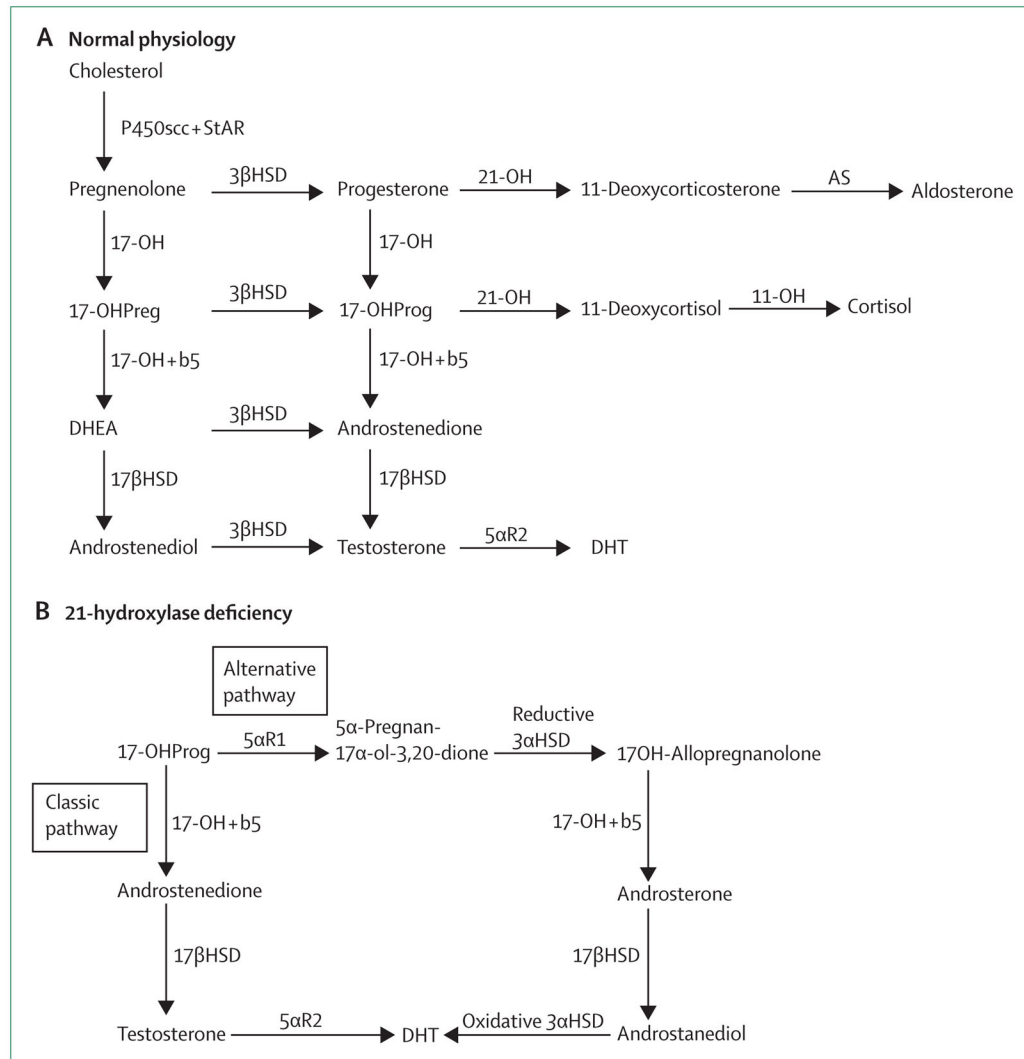 A Normal physiology
Cholesterol
P450scc+StAR
Pregnenolone 3βHSD Progesterone 21-OH 11-Deoxycorticosterone AS Aldosterone
17-OH 17-OH
17-OHPreg 3βHSD 17-OHProg 21-OH 11-Deoxycortisol 11-OH Cortisol
17-OH+b5 17-OH+b5
DHEA 3βHSD Androstenedione
17βHSD 17βHSD
Androstenediol 3βHSD Testosterone 5αR2 DHT
B 21-hydroxylase deficiency
Alternative
pathway
17-OHProg 5αR1 5α-Pregnan-
17α-ol-3,20-dione
Reductive
3αHSD
17OH-Allopregnanolone
Classic
pathway
17-OH+b5 17-OH+b5
Androstenedione Androsterone
17βHSD 17βHSD
Testosterone 5αR2 DHT Oxidative 3αHSD Androstanediol